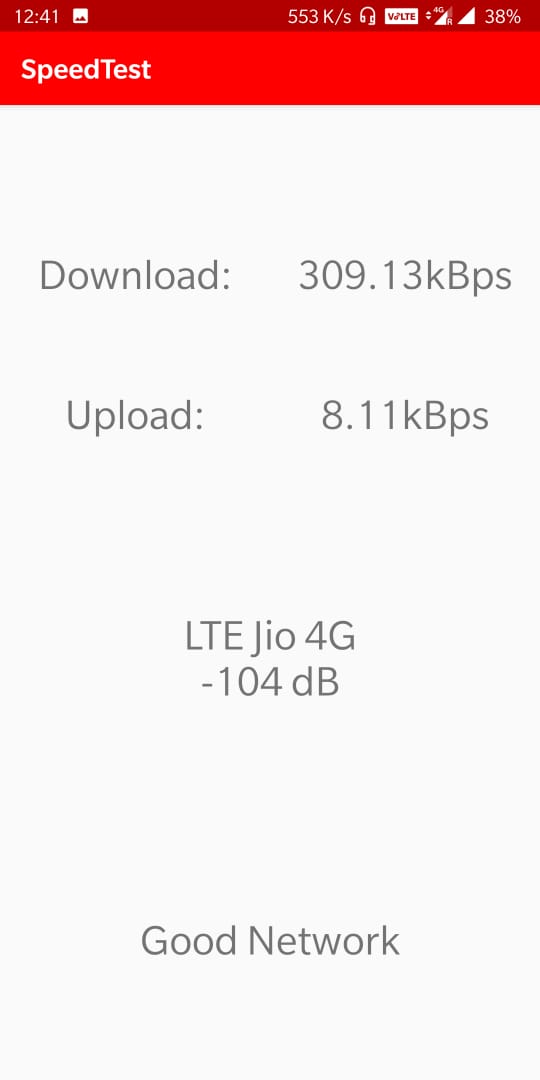 12:41 553 K/s VoLTE 4G R 38%
SpeedTest
Download: 309.13kBps
Upload: 8.11kBps
LTE Jio 4G
-104 dB
Good Network